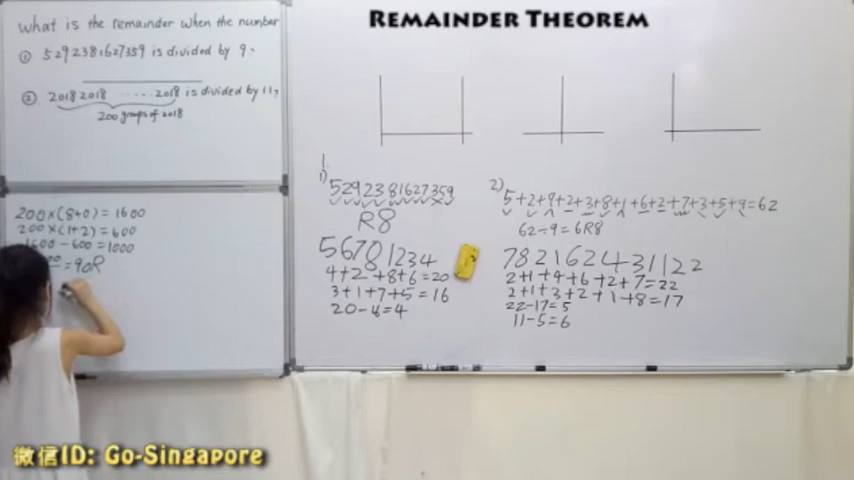 REMAINDER THEOREM
What is the remainder when the number
① 5292381627359 is divided by 9.
② 20182018 ..... 2018 is divided by 11,
200 groups of 2018
200×(8+0)=1600
200×(1+2)=600
1600-600=1000
=90R
1
1)
5292381627359
R8
56781234
4+2+8+6=20
3+1+7+5=16
20-16=4
2)
5+2+9+2+3+8+1+6+2+7+3+5+9=62
62÷9=6R8
782162431122
2+1+4+6+2+7=22
2+1+3+2+1+8=17
22-17=5
11-5=6
微信ID: Go-Singapore